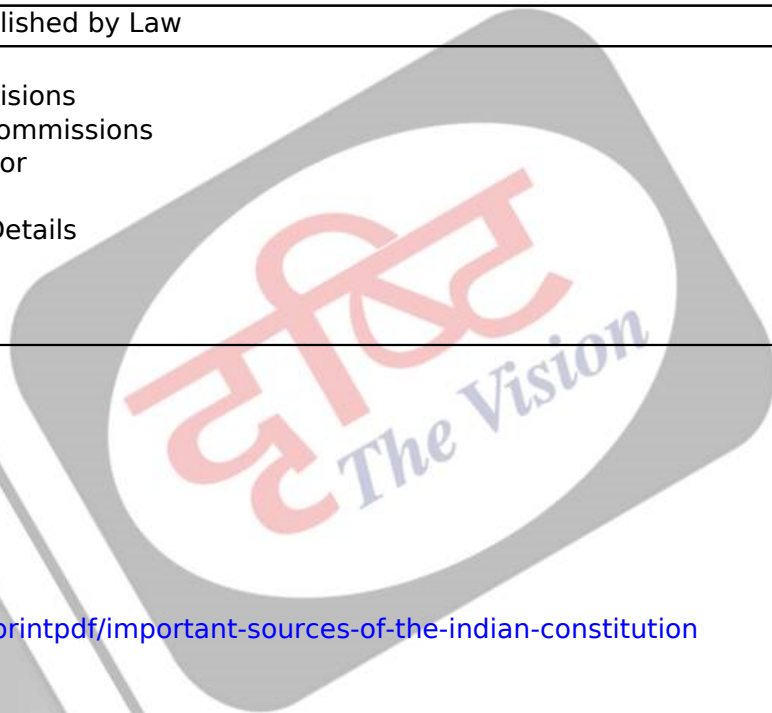 lished by Law
isions
ommissions
or
Details
दृष्टि
The Vision
printpdf/important-sources-of-the-indian-constitution